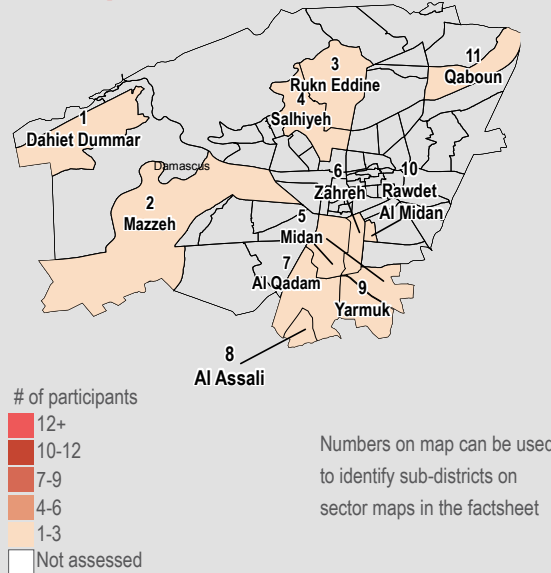 11
Qaboun
3
Rukn Eddine
4
Salhiyeh
1
Dahiet Dummar
Damascus
6
Zahreh
10
Rawdet
Al Midan
2
Mazzeh
5
Midan
7
Al Qadam
9
Yarmuk
8
Al Assali
# of participants
12+
10-12
7-9
4-6
1-3
Not assessed
Numbers on map can be used
to identify sub-districts on
sector maps in the factsheet